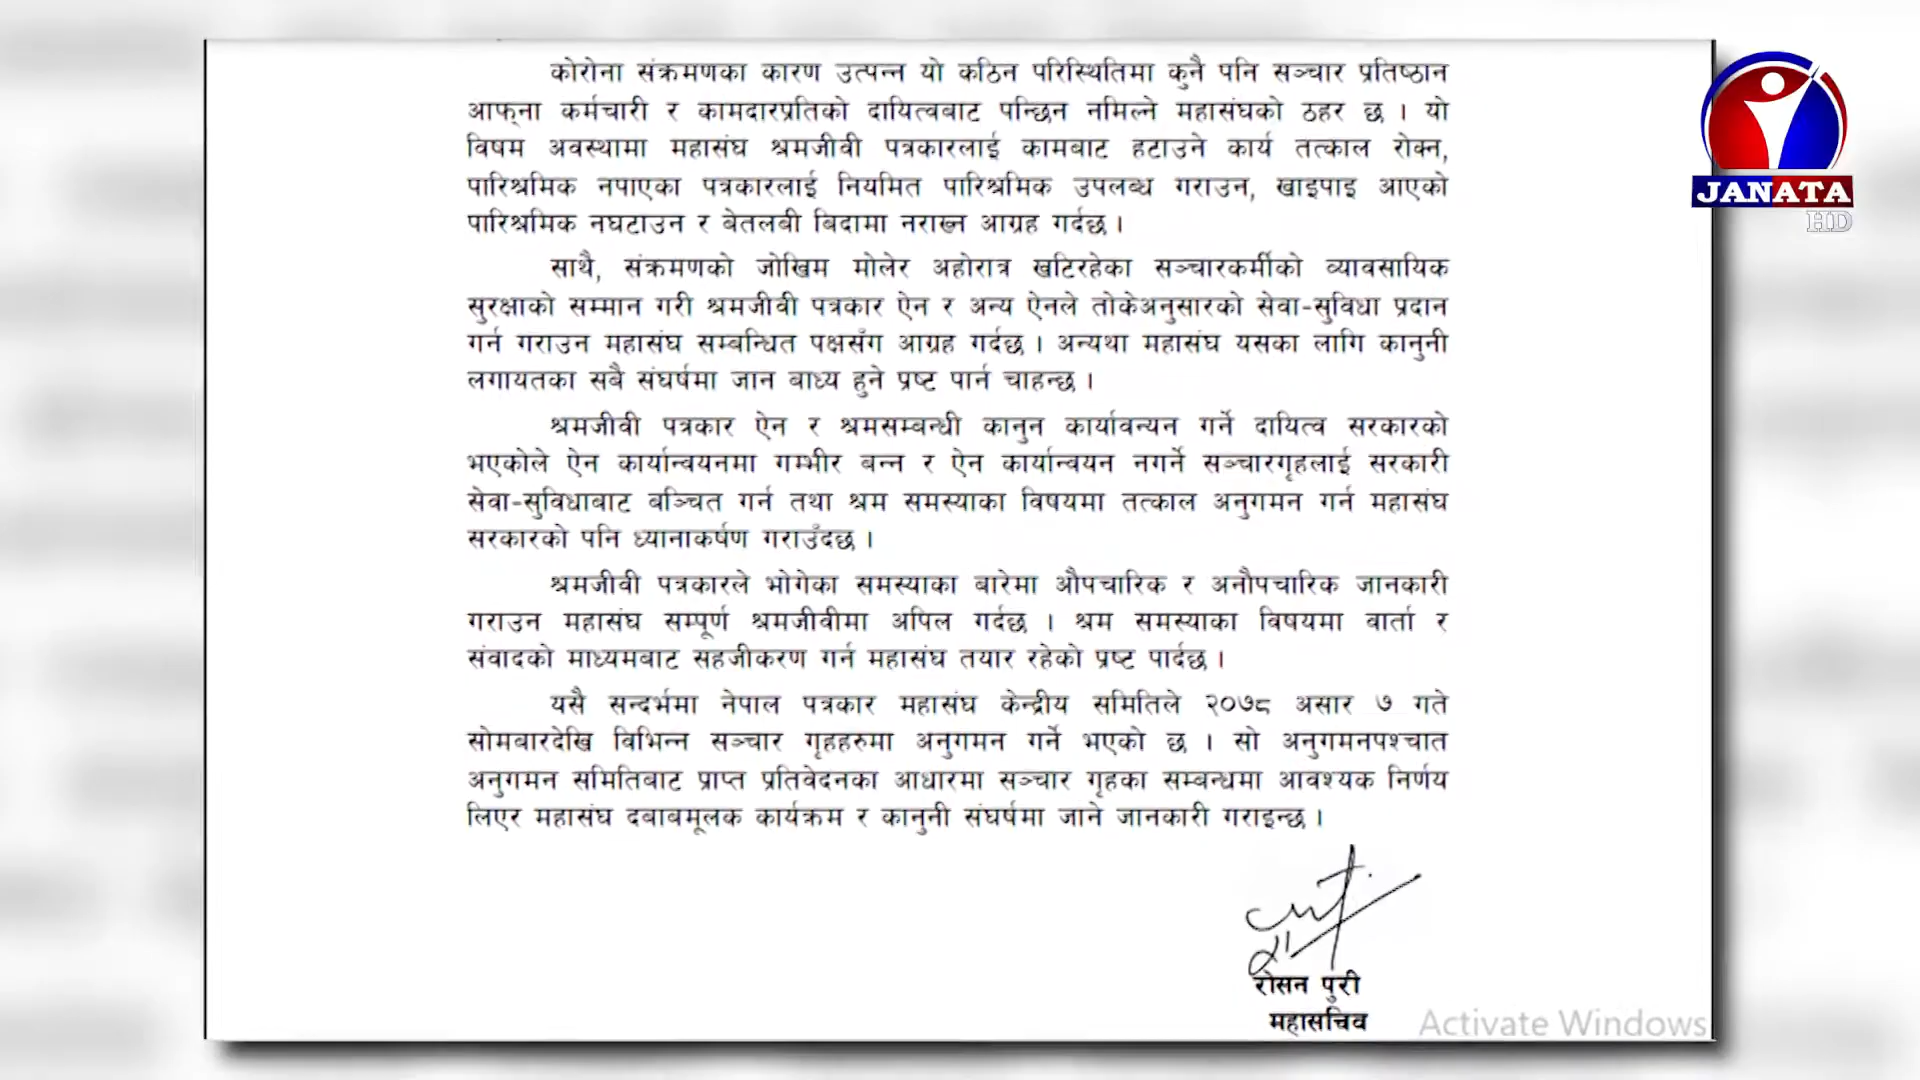 कोरोना संक्रमणका कारण उत्पन्न यो कठिन परिस्थितिमा कुनै पनि सञ्चार प्रतिष्ठान
आफ्‌ना कर्मचारी र कामदारप्रतिको दायित्वबाट पन्छिन नमिल्ने महासंघको ठहर छ । यो
विषम अवस्थामा महासंघ श्रमजीवी पत्रकारलाई कामबाट हटाउने कार्य तत्काल रोक्न,
पारिश्रमिक नपाएका पत्रकारलाई नियमित पारिश्रमिक उपलब्ध गराउन, खाइपाइ आएको
पारिश्रमिक नघटाउन र बेतलबी बिदामा नराख्न आग्रह गर्दछ ।
साथै, संक्रमणको जोखिम मोलेर अहोरात्र खटिरहेका सञ्चारकर्मीको व्यावसायिक
सुरक्षाको सम्मान गरी श्रमजीवी पत्रकार ऐन र अन्य ऐनले तोकेअनुसारको सेवा-सुविधा प्रदान
गर्न गराउन महासंघ सम्बन्धित पक्षसँग आग्रह गर्दछ । अन्यथा महासंघ यसका लागि कानुनी
लगायतका सबै संघर्षमा जान बाध्य हुने प्रष्ट पार्न चाहन्छ ।
श्रमजीवी पत्रकार ऐन र श्रमसम्बन्धी कानुन कार्यावन्यन गर्ने दायित्व सरकारको
भएकोले ऐन कार्यान्वयनमा गम्भीर बन्न र ऐन कार्यान्वयन नगर्ने सञ्चारगृहलाई सरकारी
सेवा-सुविधाबाट बञ्चित गर्न तथा श्रम समस्याका विषयमा तत्काल अनुगमन गर्न महासंघ
सरकारको पनि ध्यानाकर्षण गराउँदछ ।
श्रमजीवी पत्रकारले भोगेका समस्याका बारेमा औपचारिक र अनौपचारिक जानकारी
गराउन महासंघ सम्पूर्ण श्रमजीवीमा अपिल गर्दछ । श्रम समस्याका विषयमा वार्ता र
संवादको माध्यमबाट सहजीकरण गर्न महासंघ तयार रहेको प्रष्ट पार्दछ ।
यसै सन्दर्भमा नेपाल पत्रकार महासंघ केन्द्रीय समितिले २०७८ असार ७ गते
सोमबारदेखि विभिन्न सञ्चार गृहहरुमा अनुगमन गर्ने भएको छ । सो अनुगमनपश्चात
अनुगमन समितिबाट प्राप्त प्रतिवेदनका आधारमा सञ्चार गृहका सम्बन्धमा आवश्यक निर्णय
लिएर महासंघ दबाबमूलक कार्यक्रम र कानुनी संघर्षमा जाने जानकारी गराइन्छ ।
रोसन पुरी
महासचिव
JANATA
HD
Activate Windows